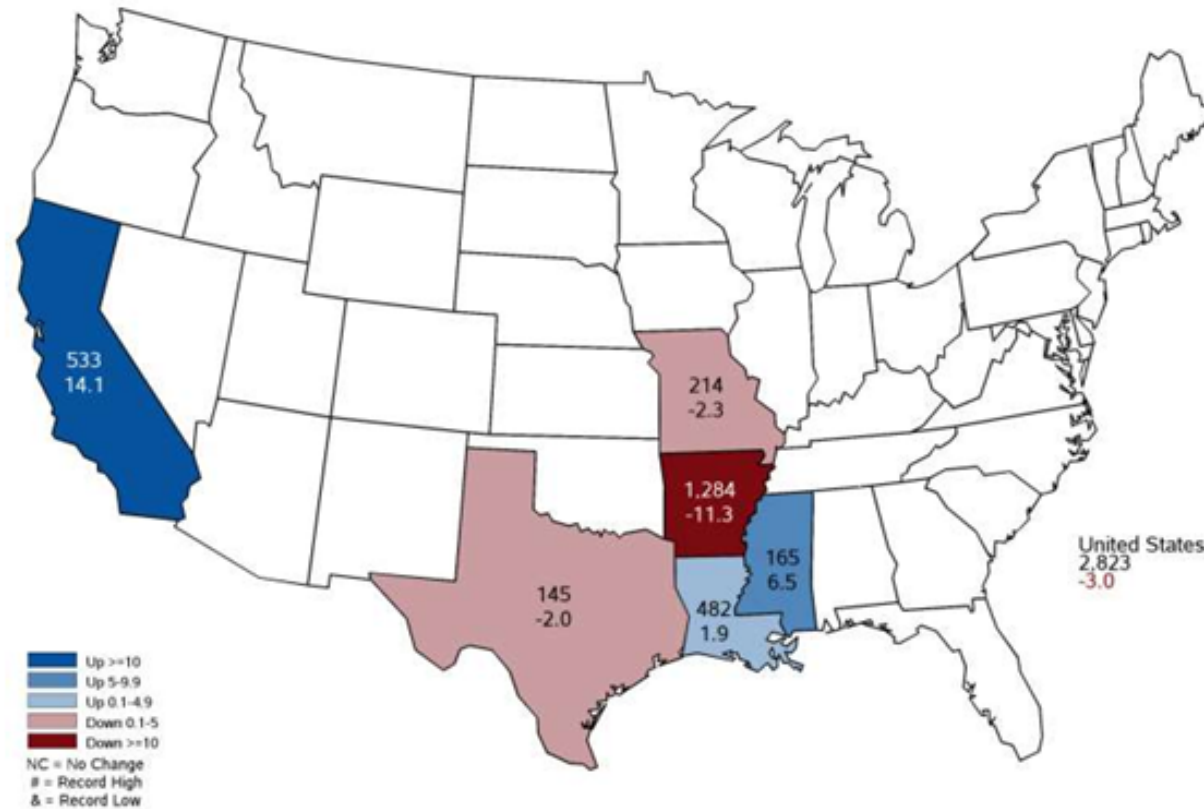 533
14.1
214
-2.3
1,284
-11.3
165
6.5
145
-2.0
482
1.9
United States
2,823
-3.0
Up >=10
Up 5-9.9
Up 0.1-4.9
Down 0.1-5
Down >=10
NC = No Change
# = Record High
& = Record Low